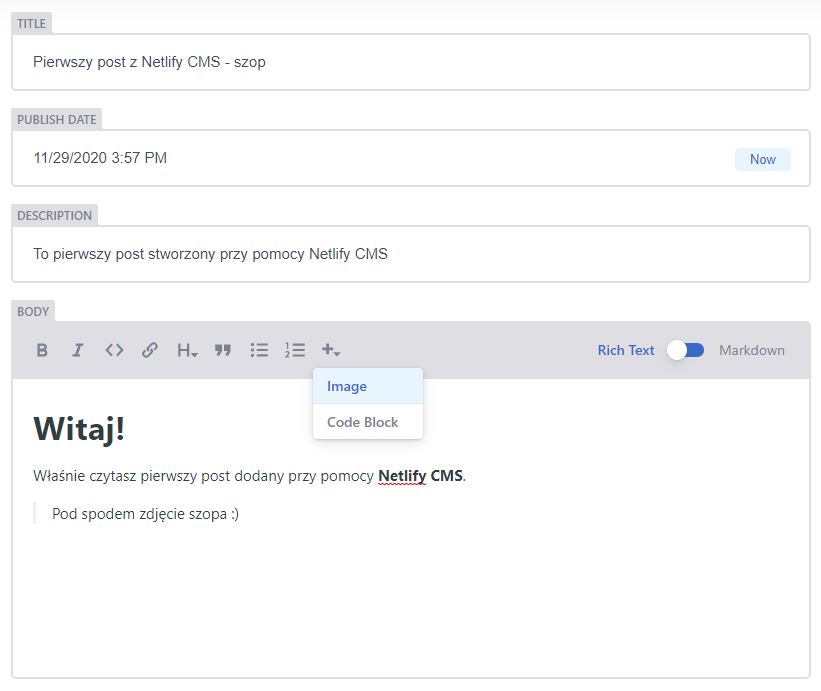 TITLE
Pierwszy post z Netlify CMS - szop
PUBLISH DATE
11/29/2020 3:57 PM
Now
DESCRIPTION
To pierwszy post stworzony przy pomocy Netlify CMS
BODY
B I <> H 1 2 + Rich Text Markdown
Image
Code Block
Witaj!
Właśnie czytasz pierwszy post dodany przy pomocy Netlify CMS.
Pod spodem zdjęcie szopa :)